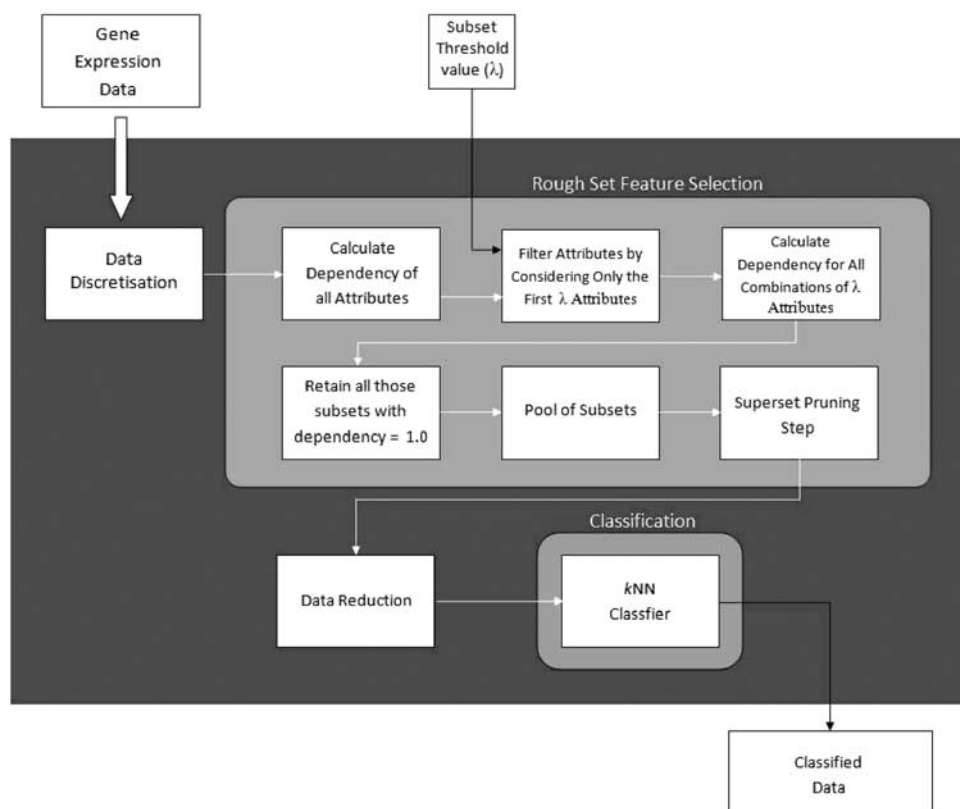 Gene
Expression
Data
Subset
Threshold
value (λ)
Rough Set Feature Selection
Data
Discretisation
Calculate
Dependency of
all Attributes
Filter Attributes by
Considering Only the
First λ Attributes
Calculate
Dependency for All
Combinations of λ
Attributes
Retain all those
subsets with
dependency = 1.0
Pool of Subsets
Superset Pruning
Step
Classification
Data Reduction
kNN
Classfier
Classified
Data